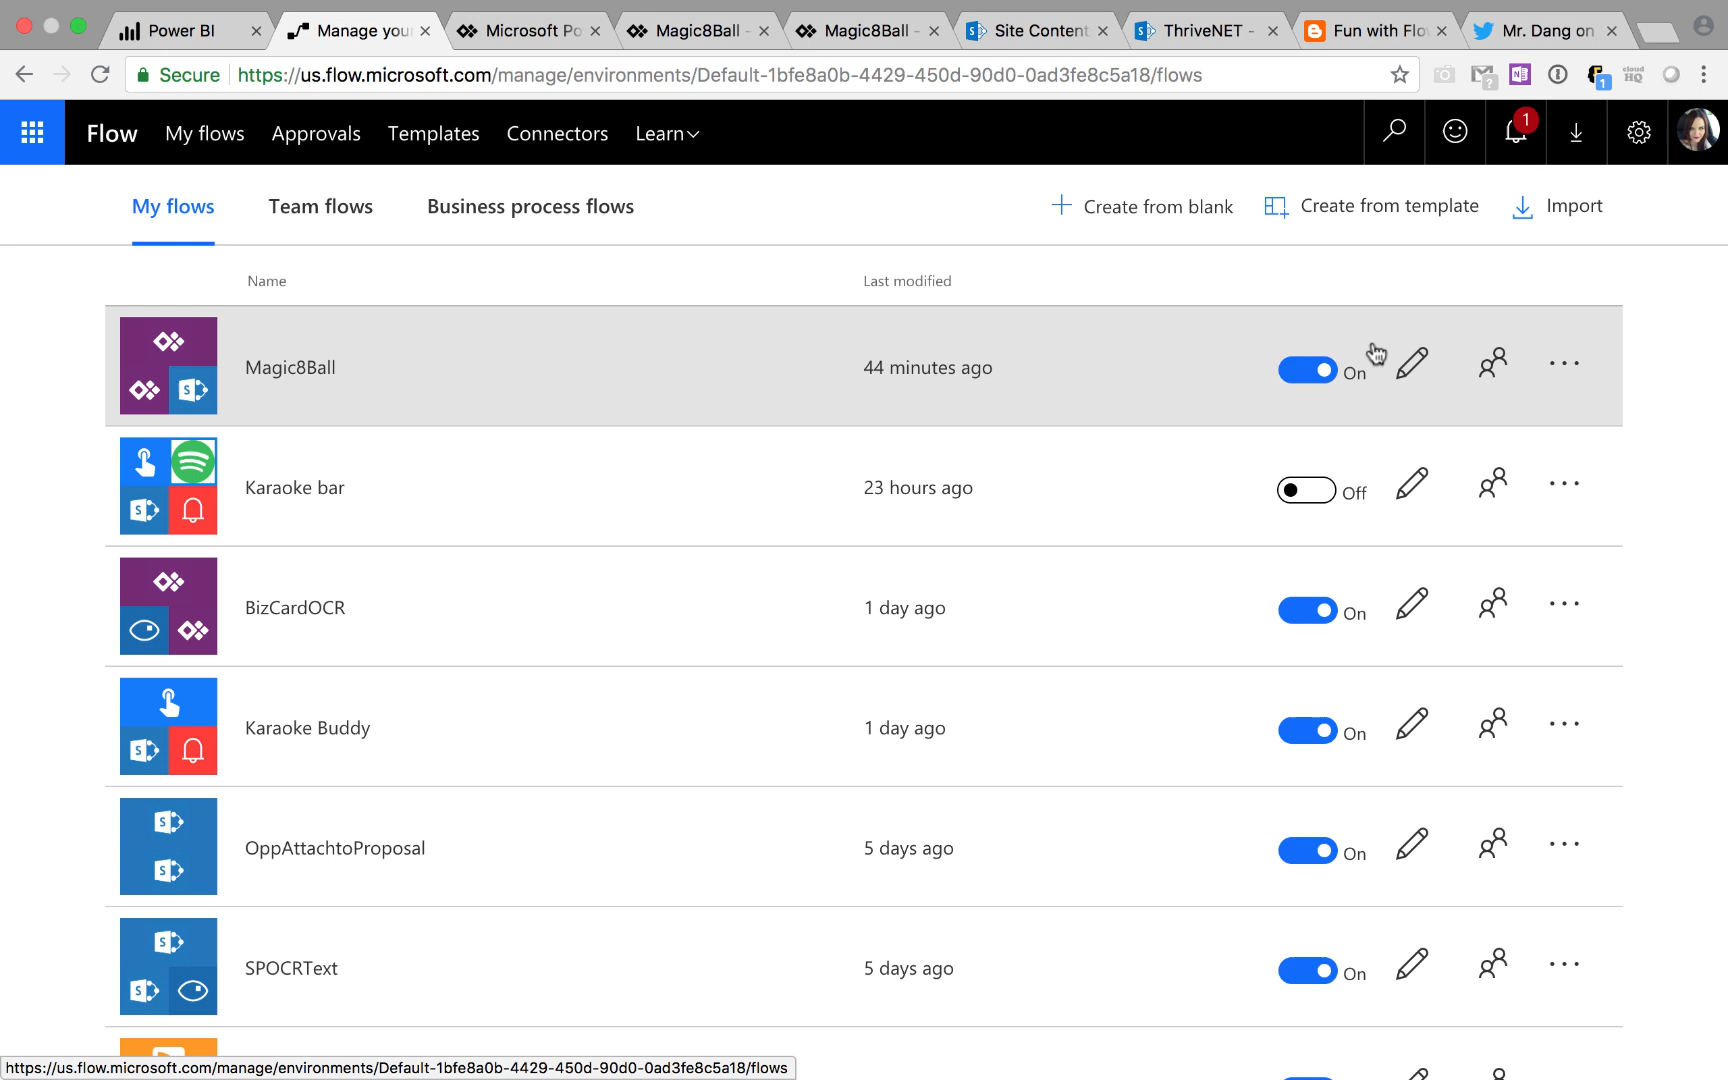 Power BI
Manage your
Microsoft Po
Magic8Ball -
Magic8Ball -
Site Content
ThriveNET -
Fun with Flo
Mr. Dang on
Secure https://us.flow.microsoft.com/manage/environments/Default-1bfe8a0b-4429-450d-90d0-0ad3fe8c5a18/flows
cloud
HQ
1
Flow My flows Approvals Templates Connectors Learn
1
My flows Team flows Business process flows
Create from blank Create from template Import
Name Last modified
Magic8Ball 44 minutes ago On
Karaoke bar 23 hours ago Off
BizCardOCR 1 day ago On
Karaoke Buddy 1 day ago On
OppAttachtoProposal 5 days ago On
SPOCRText 5 days ago On
https://us.flow.microsoft.com/manage/environments/Default-1bfe8a0b-4429-450d-90d0-0ad3fe8c5a18/flows